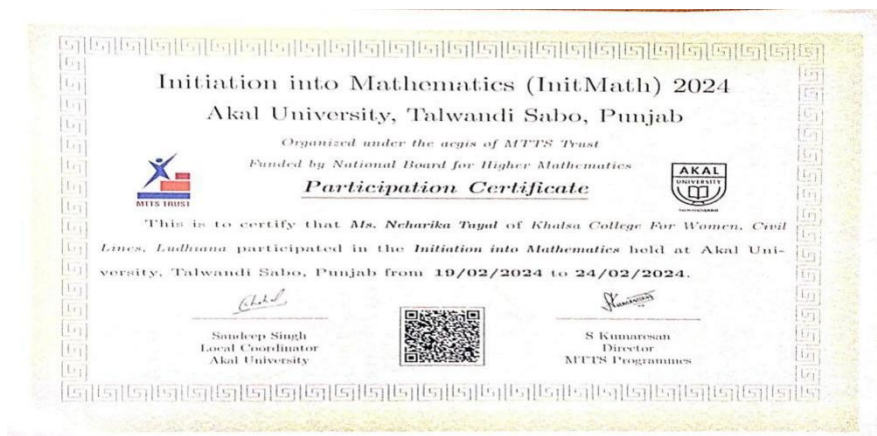 Initiation into Mathematics (InitMath) 2024
Akal University, Talwandi Sabo, Punjab
Organized under the aegis of MTTS Trust
Funded by National Board for Higher Mathematics
Participation Certificate
MTTS TRUST
AKAL
UNIVERSITY
This is to certify that Ms. Neharika Tayal of Khalsa College For Women, Civil
Lines, Ludhiana participated in the Initiation into Mathematics held at Akal Uni-
versity, Talwandi Sabo, Punjab from 19/02/2024 to 24/02/2024.
Sandeep Singh
Local Coordinator
Akal University
S Kumaresan
Director
MTTS Programmes